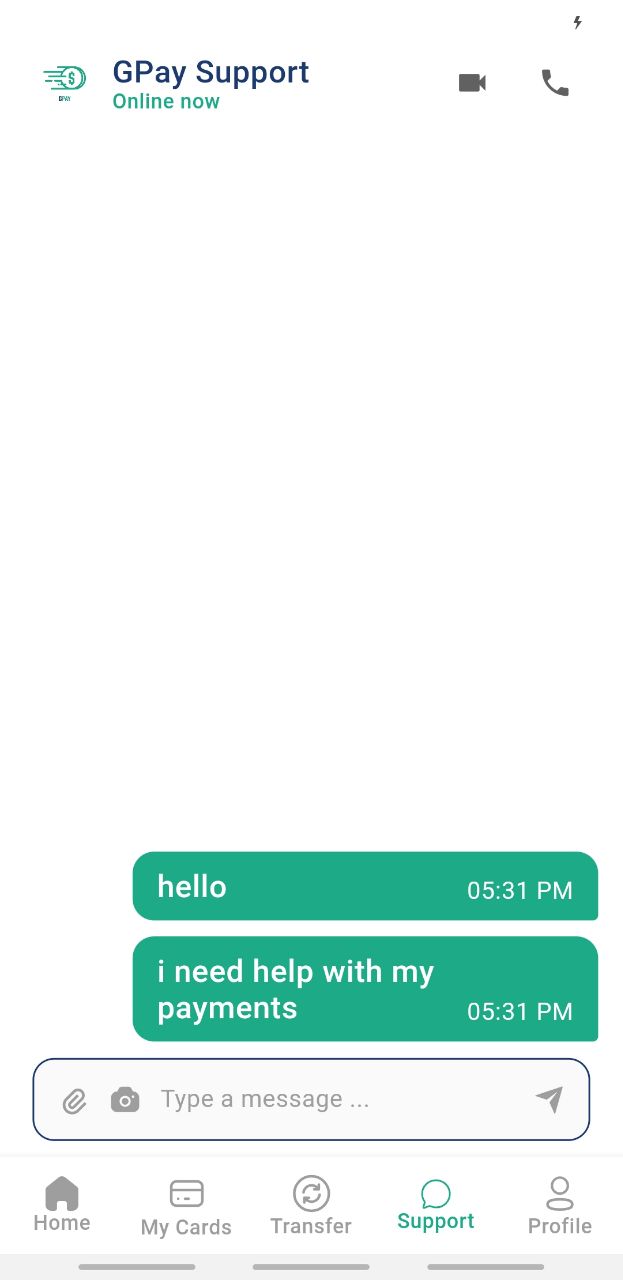 GPay Support
Online now
GPAY
hello
05:31 PM
i need help with my
payments
05:31 PM
Type a message ...
Home
My Cards
Transfer
Support
Profile